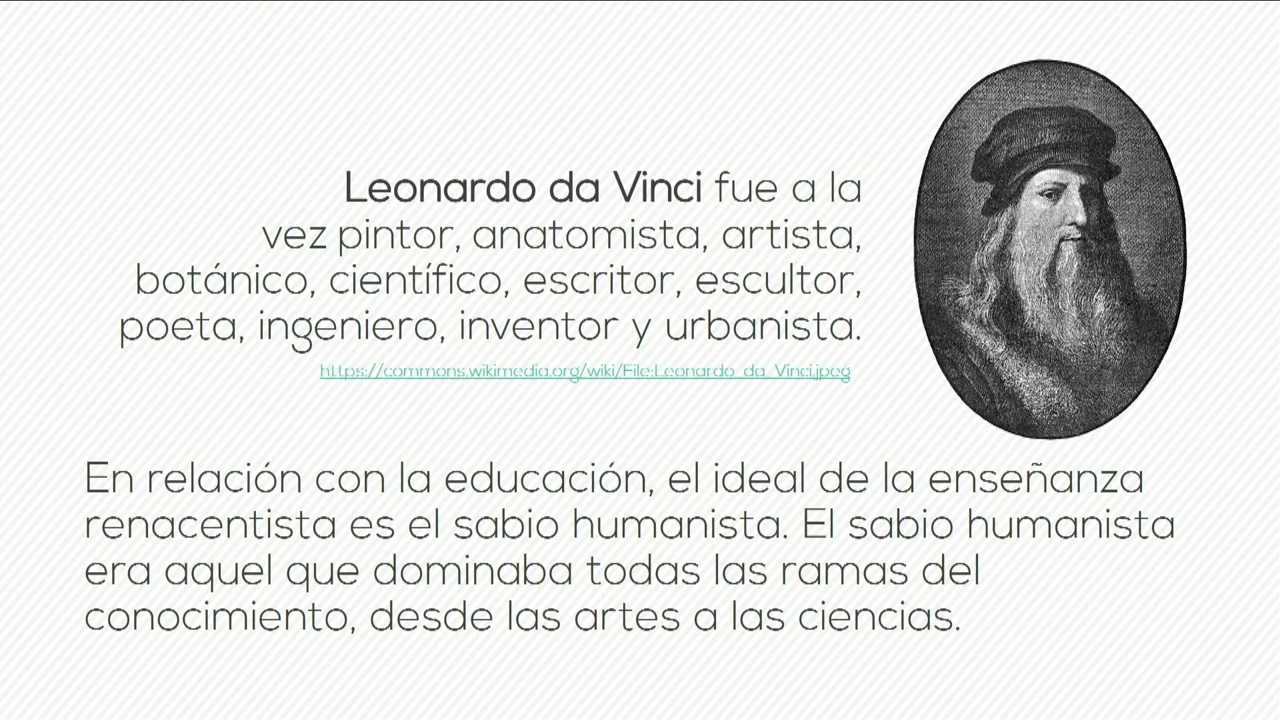 Leonardo da Vinci fue a la
vez pintor, anatomista, artista,
botánico, científico, escritor, escultor,
poeta, ingeniero, inventor y urbanista.
https://commons.wikimedia.org/wiki/File:Leonardo_da_Vinci.jpeg
En relación con la educación, el ideal de la enseñanza
renacentista es el sabio humanista. El sabio humanista
era aquel que dominaba todas las ramas del
conocimiento, desde las artes a las ciencias.